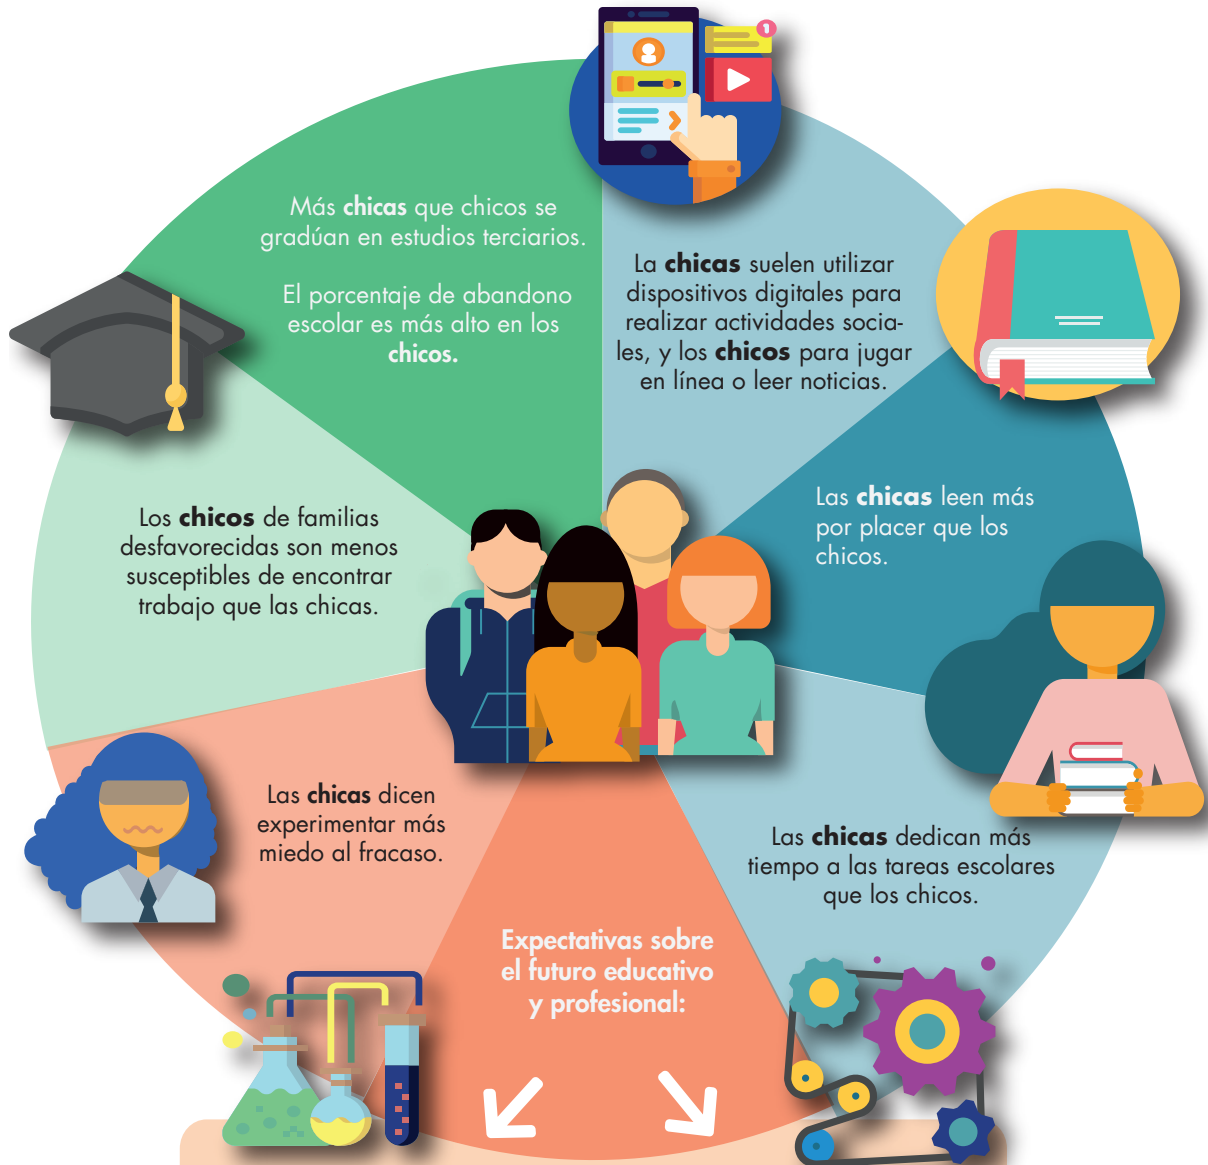 Más chicas que chicos se
gradúan en estudios terciarios.
El porcentaje de abandono
escolar es más alto en los
chicos.
1
La chicas suelen utilizar
dispositivos digitales para
realizar actividades socia-
les, y los chicos para jugar
en línea o leer noticias.
Las chicas leen más
por placer que los
chicos.
Los chicos de familias
desfavorecidas son menos
susceptibles de encontrar
trabajo que las chicas.
Las chicas dicen
experimentar más
miedo al fracaso.
Las chicas dedican más
tiempo a las tareas escolares
que los chicos.
Expectativas sobre
el futuro educativo
y profesional: